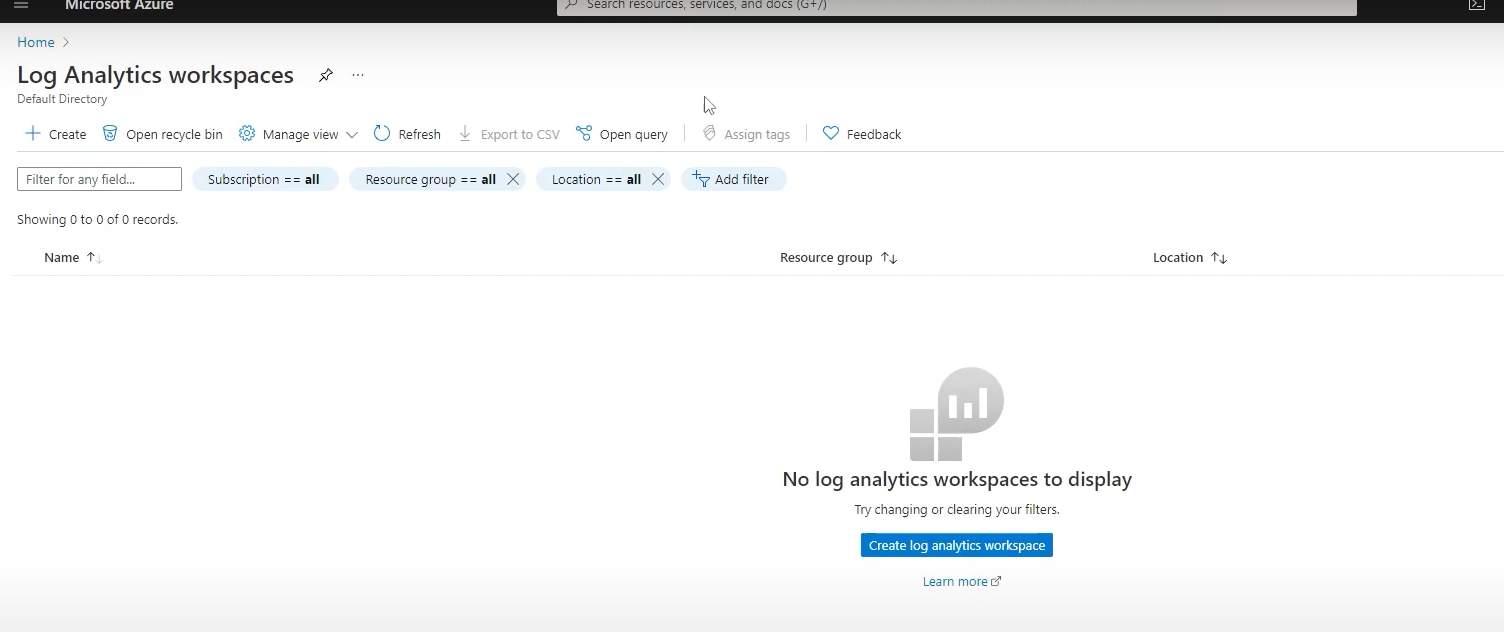 Microsoft Azure
Search resources, services, and docs (G+/)
Home
Log Analytics workspaces ...
Default Directory
Create Open recycle bin Manage view Refresh Export to CSV Open query Assign tags Feedback
Filter for any field... Subscription == all Resource group == all Location == all Add filter
Showing 0 to 0 of 0 records.
Name Resource group Location
No log analytics workspaces to display
Try changing or clearing your filters.
Create log analytics workspace
Learn more